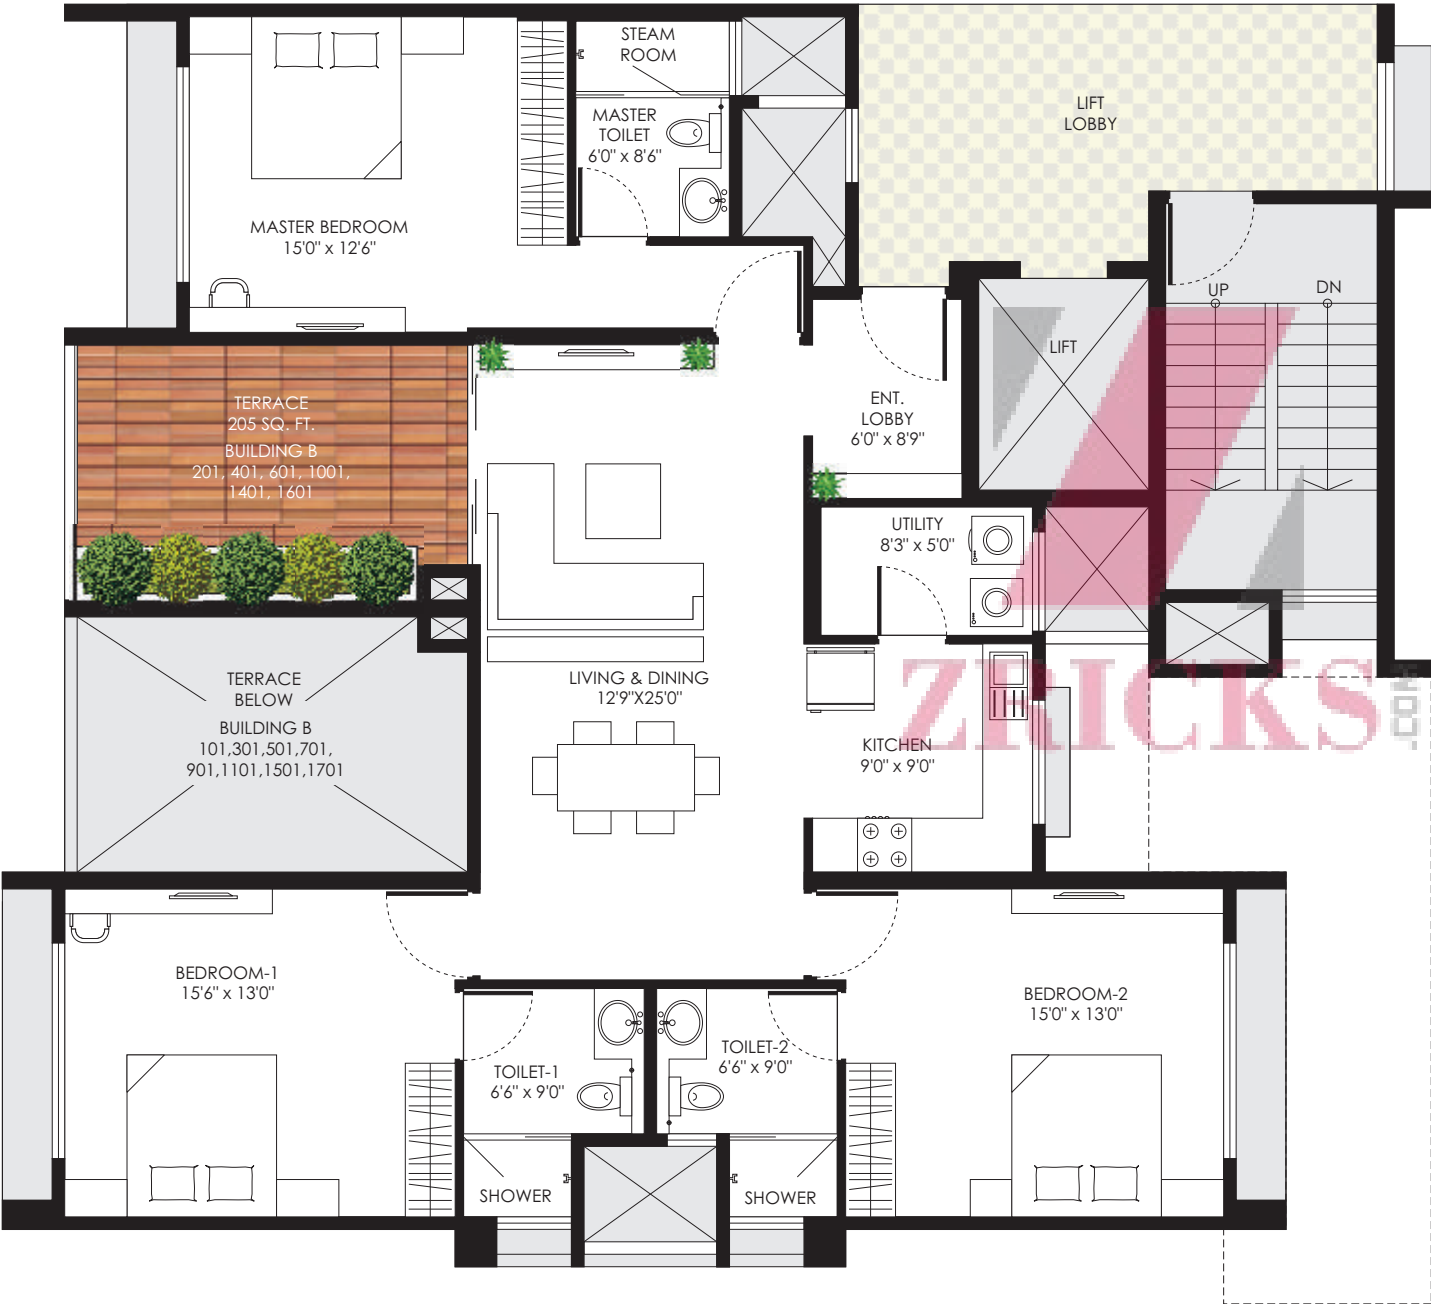 STEAM
ROOM
MASTER
TOILET
6'0" x 8'6"
LIFT
LOBBY
MASTER BEDROOM
15'0" x 12'6"
UP
DN
LIFT
ENT.
LOBBY
6'0" x 8'9"
TERRACE
205 SQ. FT.
BUILDING B
201, 401, 601, 1001,
1401, 1601
UTILITY
8'3" x 5'0"
TERRACE
BELOW
BUILDING B
101,301,501,701,
901,1101,1501,1701
LIVING & DINING
12'9"X25'0"
KITCHEN
9'0" x 9'0"
ZRICKS
.COM
BEDROOM-1
15'6" x 13'0"
BEDROOM-2
15'0" x 13'0"
TOILET-1
6'6" x 9'0"
TOILET-2
6'6" x 9'0"
SHOWER
SHOWER